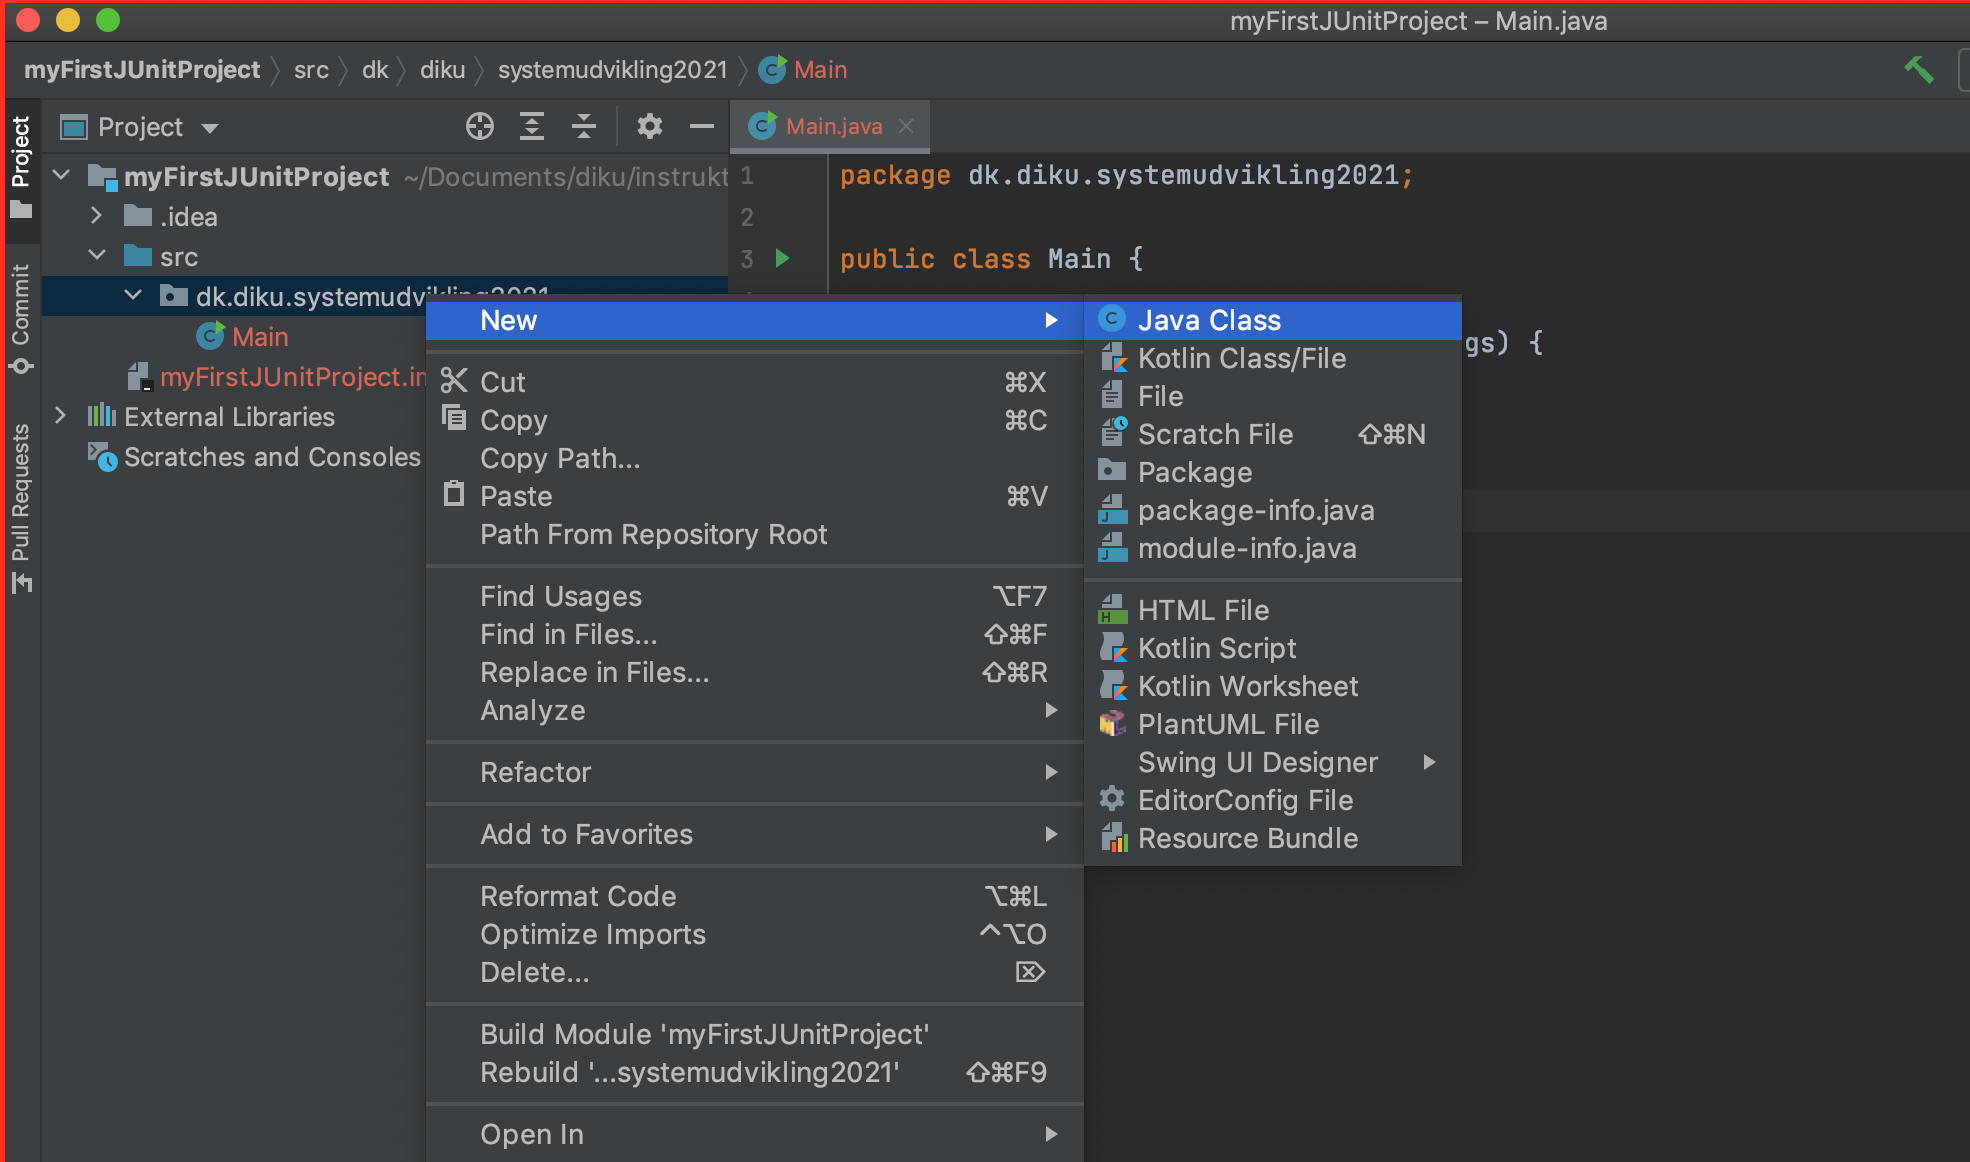 myFirstJUnitProject – Main.java
myFirstJUnitProject src dk diku systemudvikling2021 Main
Project
Commit
Pull Requests
Project
myFirstJUnitProject ~/Documents/diku/instrukt
.idea
src
dk.diku.systemudvikling2021
Main
myFirstJUnitProject.im
External Libraries
Scratches and Consoles
Main.java
1 package dk.diku.systemudvikling2021;
2
3 public class Main {
gs) {
New
Cut ⌘X
Copy ⌘C
Copy Path...
Paste ⌘V
Path From Repository Root
Find Usages ⌥F7
Find in Files... ⇧⌘F
Replace in Files... ⇧⌘R
Analyze
Refactor
Add to Favorites
Reformat Code ⌥⌘L
Optimize Imports ^⌥O
Delete... ⌦
Build Module 'myFirstJUnitProject'
Rebuild '...systemudvikling2021' ⇧⌘F9
Open In
Java Class
Kotlin Class/File
File
Scratch File ⇧⌘N
Package
package-info.java
module-info.java
HTML File
Kotlin Script
Kotlin Worksheet
PlantUML File
Swing UI Designer
EditorConfig File
Resource Bundle